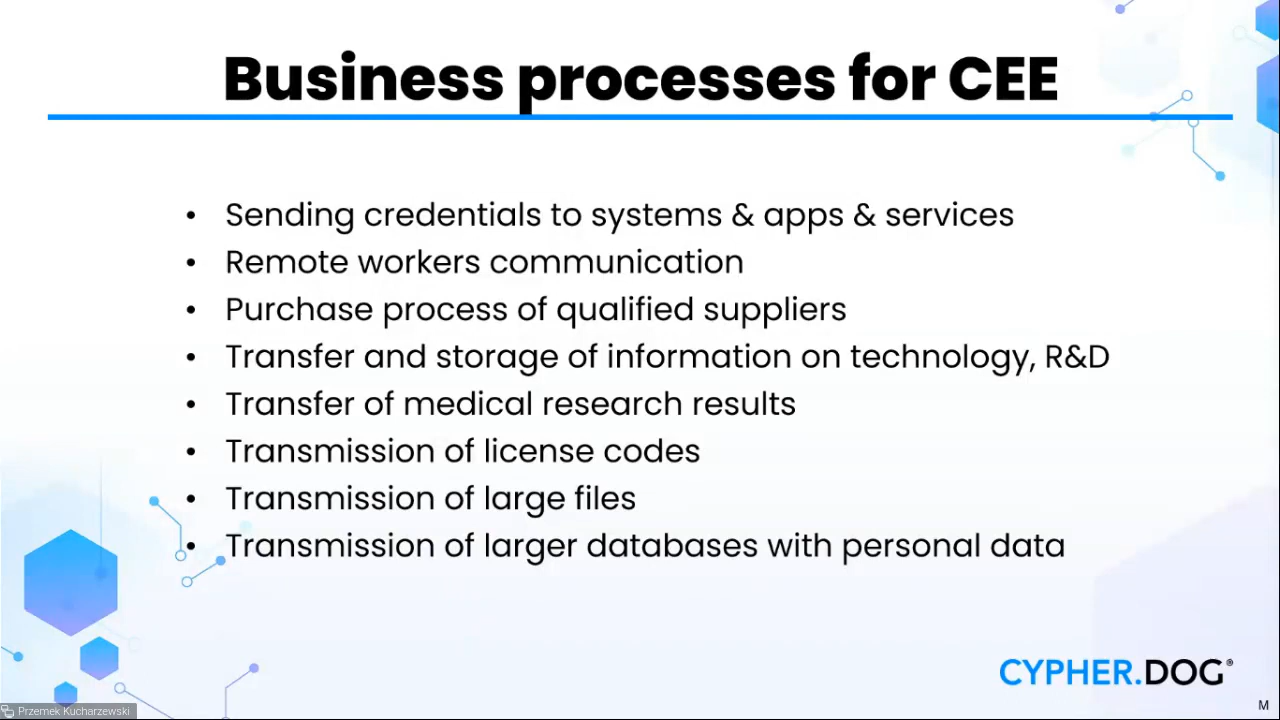 Business processes for CEE
• Sending credentials to systems & apps & services
• Remote workers communication
• Purchase process of qualified suppliers
• Transfer and storage of information on technology, R&D
• Transfer of medical research results
• Transmission of license codes
• Transmission of large files
• Transmission of larger databases with personal data
CYPHER.DOG®
Przemek Kucharzewski
M